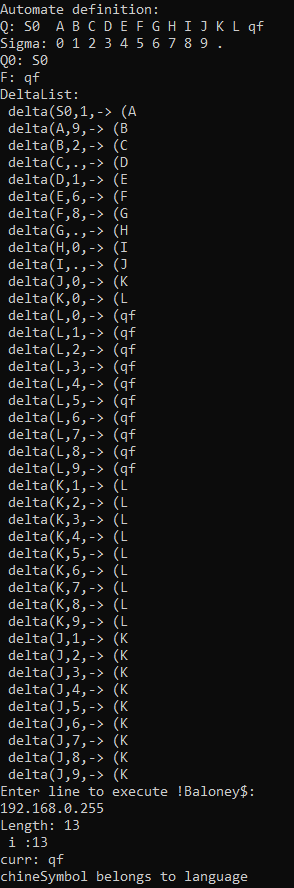 Automate definition:
Q: S0  A B C D E F G H I J K L qf
Sigma: 0 1 2 3 4 5 6 7 8 9 .
Q0: S0
F: qf
DeltaList:
 delta(S0,1,-> (A
 delta(A,9,-> (B
 delta(B,2,-> (C
 delta(C,.,-> (D
 delta(D,1,-> (E
 delta(E,6,-> (F
 delta(F,8,-> (G
 delta(G,.,-> (H
 delta(H,0,-> (I
 delta(I,.,-> (J
 delta(J,0,-> (K
 delta(K,0,-> (L
 delta(L,0,-> (qf
 delta(L,1,-> (qf
 delta(L,2,-> (qf
 delta(L,3,-> (qf
 delta(L,4,-> (qf
 delta(L,5,-> (qf
 delta(L,6,-> (qf
 delta(L,7,-> (qf
 delta(L,8,-> (qf
 delta(L,9,-> (qf
 delta(K,1,-> (L
 delta(K,2,-> (L
 delta(K,3,-> (L
 delta(K,4,-> (L
 delta(K,5,-> (L
 delta(K,6,-> (L
 delta(K,7,-> (L
 delta(K,8,-> (L
 delta(K,9,-> (L
 delta(J,1,-> (K
 delta(J,2,-> (K
 delta(J,3,-> (K
 delta(J,4,-> (K
 delta(J,5,-> (K
 delta(J,6,-> (K
 delta(J,7,-> (K
 delta(J,8,-> (K
 delta(J,9,-> (K
Enter line to execute !Baloney$:
192.168.0.255
Length: 13
 i :13
curr: qf
chineSymbol belongs to language